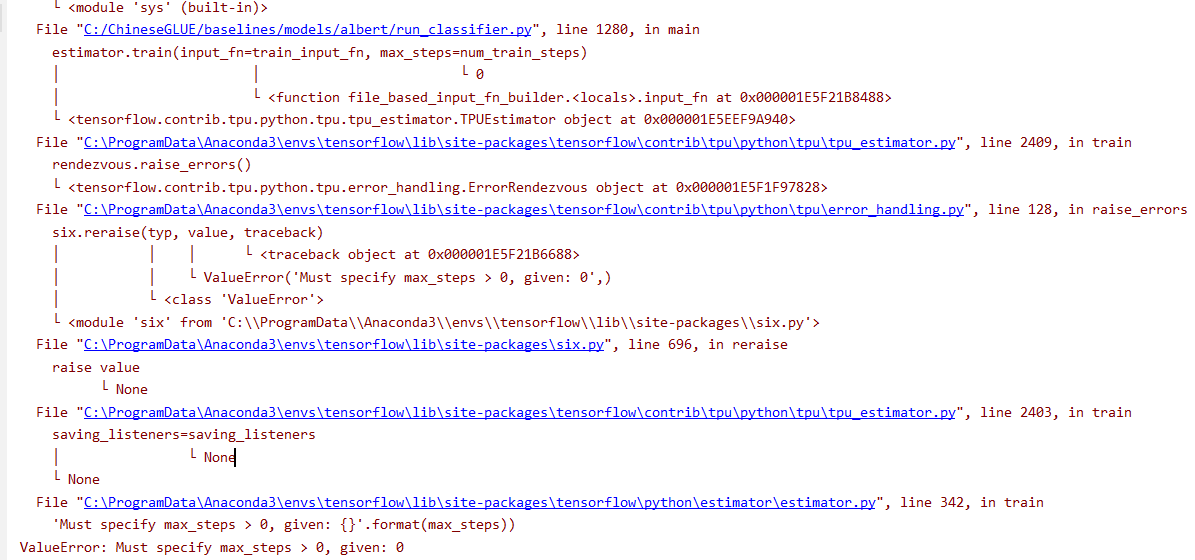 └ <module 'sys' (built-in)>
File "C:/ChineseGLUE/baselines/models/albert/run_classifier.py", line 1280, in main
estimator.train(input_fn=train_input_fn, max_steps=num_train_steps)
│ │ └ 0
│ └ <function file_based_input_fn_builder.<locals>.input_fn at 0x000001E5F21B8488>
└ <tensorflow.contrib.tpu.python.tpu.tpu_estimator.TPUEstimator object at 0x000001E5EEF9A940>
File "C:\ProgramData\Anaconda3\envs\tensorflow\lib\site-packages\tensorflow\contrib\tpu\python\tpu\tpu_estimator.py", line 2409, in train
rendezvous.raise_errors()
└ <tensorflow.contrib.tpu.python.tpu.error_handling.ErrorRendezvous object at 0x000001E5F1F97828>
File "C:\ProgramData\Anaconda3\envs\tensorflow\lib\site-packages\tensorflow\contrib\tpu\python\tpu\error_handling.py", line 128, in raise_errors
six.reraise(typ, value, traceback)
│ │ │ └ <traceback object at 0x000001E5F21B6688>
│ │ └ ValueError('Must specify max_steps > 0, given: 0',)
│ └ <class 'ValueError'>
└ <module 'six' from 'C:\\ProgramData\\Anaconda3\\envs\\tensorflow\\lib\\site-packages\\six.py'>
File "C:\ProgramData\Anaconda3\envs\tensorflow\lib\site-packages\six.py", line 696, in reraise
raise value
└ None
File "C:\ProgramData\Anaconda3\envs\tensorflow\lib\site-packages\tensorflow\contrib\tpu\python\tpu\tpu_estimator.py", line 2403, in train
saving_listeners=saving_listeners
│ └ None
└ None
File "C:\ProgramData\Anaconda3\envs\tensorflow\lib\site-packages\tensorflow\python\estimator\estimator.py", line 342, in train
'Must specify max_steps > 0, given: {}'.format(max_steps))
ValueError: Must specify max_steps > 0, given: 0